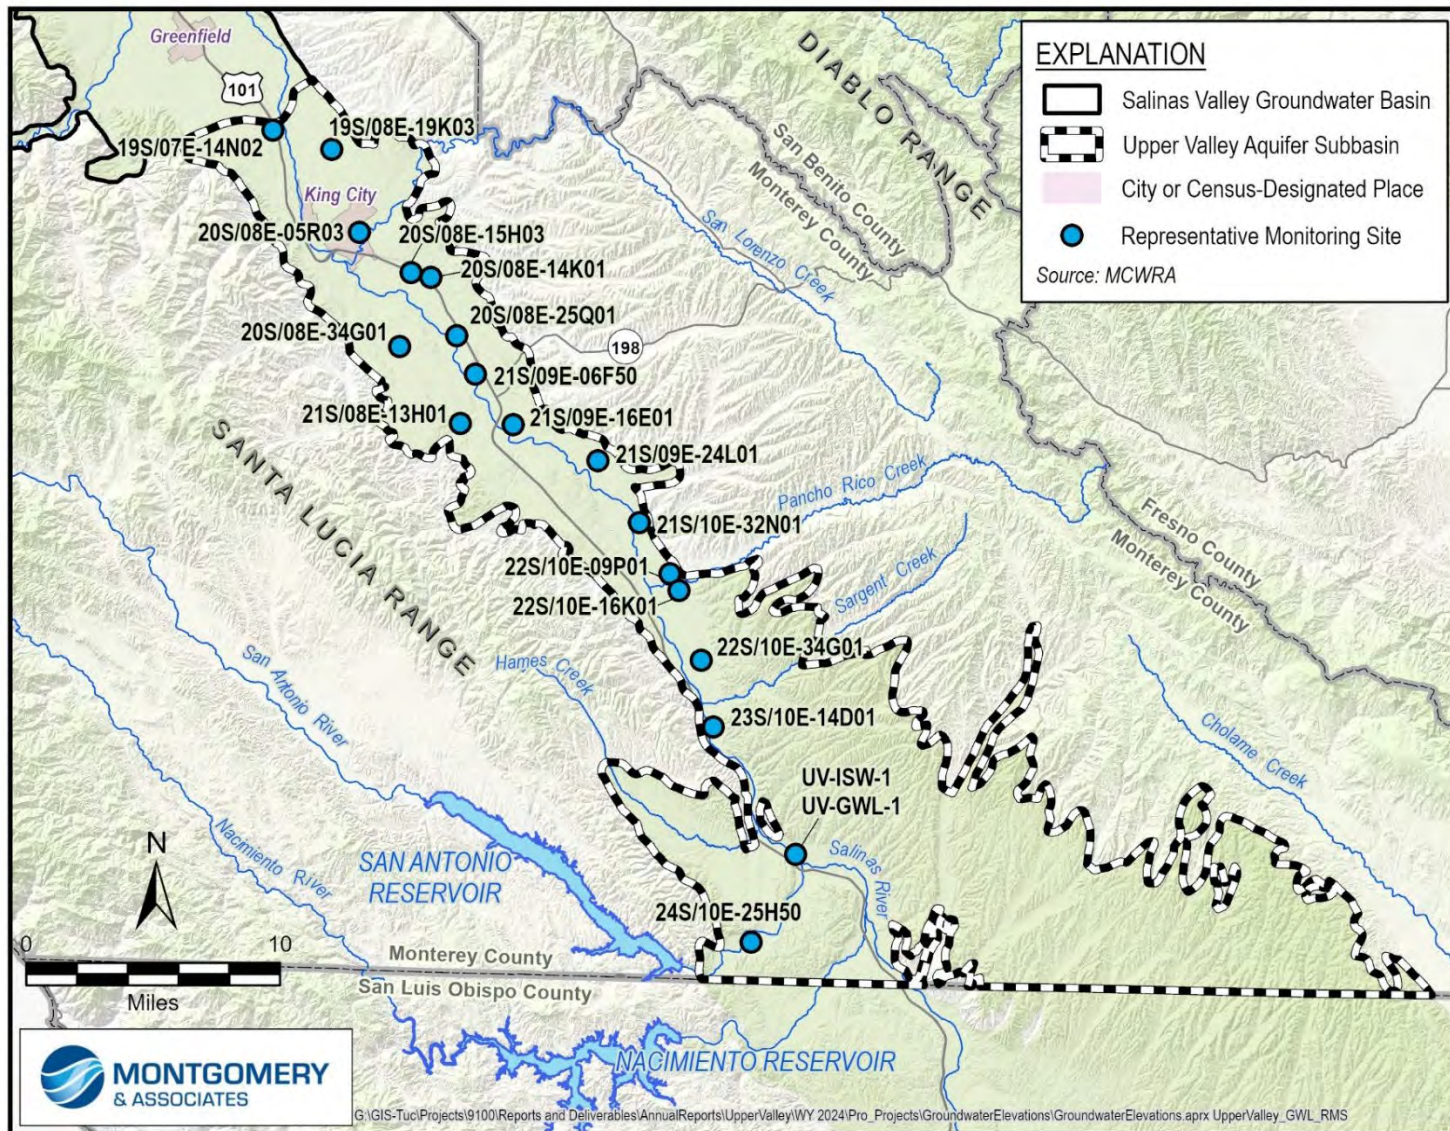 Greenfield
101
DIABLO RANGE
EXPLANATION
Salinas Valley Groundwater Basin
Upper Valley Aquifer Subbasin
City or Census-Designated Place
Representative Monitoring Site
Source: MCWRA
19S/07E-14N02
19S/08E-19K03
San Benito County
Monterey County
King City
San Lorenzo Creek
20S/08E-05R03
20S/08E-15H03
20S/08E-14K01
20S/08E-25Q01
20S/08E-34G01
198
21S/09E-06F50
21S/08E-13H01
21S/09E-16E01
21S/09E-24L01
SANTA LUCIA RANGE
Pancho Rico Creek
21S/10E-32N01
Fresno County
Monterey County
22S/10E-09P01
22S/10E-16K01
Sargent Creek
22S/10E-34G01
Hames Creek
San Antonio River
23S/10E-14D01
Cholame Creek
UV-ISW-1
UV-GWL-1
Nacimiento River
N
SAN ANTONIO
RESERVOIR
Salinas River
24S/10E-25H50
0 10
Miles
Monterey County
San Luis Obispo County
NACIMIENTO RESERVOIR
MONTGOMERY
& ASSOCIATES
G:\GIS-Tuc\Projects\9100\Reports and Deliverables\AnnualReports\UpperValley\WY 2024\Pro_Projects\GroundwaterElevations\GroundwaterElevations.aprx UpperValley_GWL_RMS